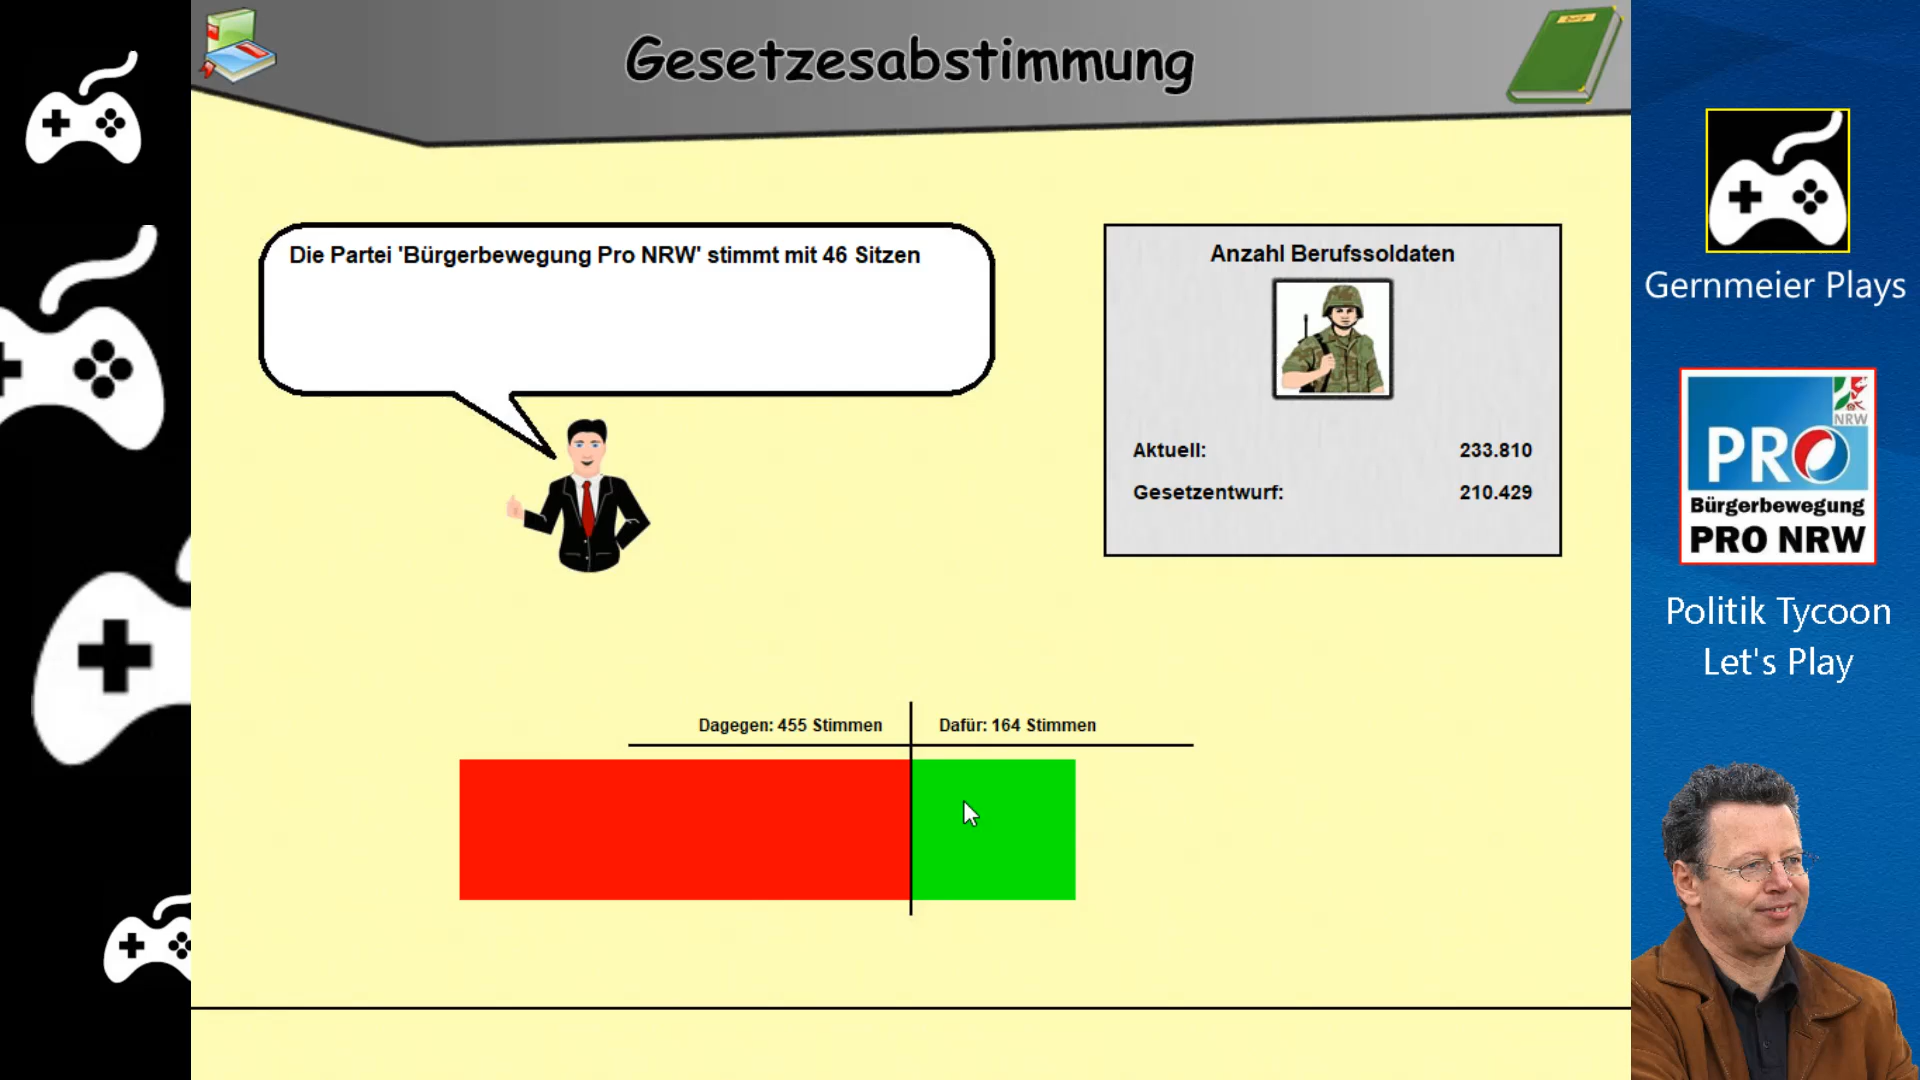 Gesetzesabstimmung
Die Partei 'Bürgerbewegung Pro NRW' stimmt mit 46 Sitzen
Anzahl Berufssoldaten
Aktuell: 233.810
Gesetzentwurf: 210.429
Dagegen: 455 Stimmen
Dafür: 164 Stimmen
Gernmeier Plays
NRW
PRO
Bürgerbewegung
PRO NRW
Politik Tycoon
Let's Play